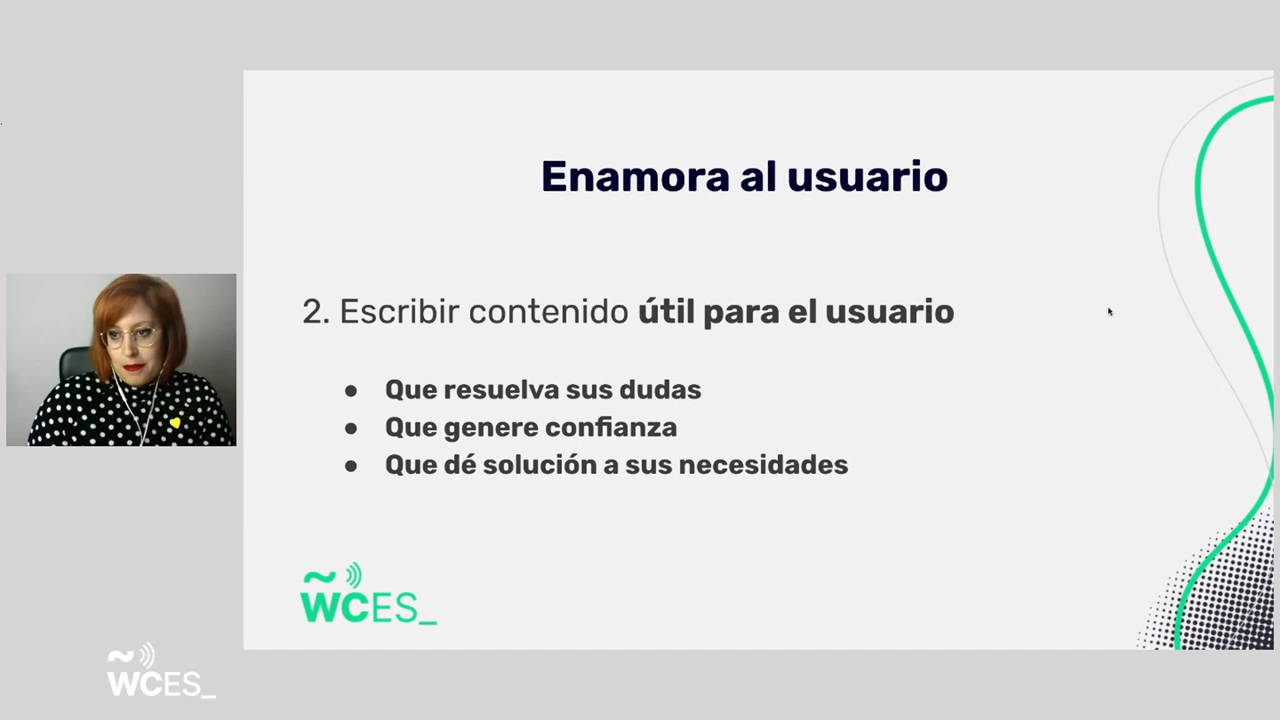 Enamora al usuario
2. Escribir contenido útil para el usuario
● Que resuelva sus dudas
● Que genere confianza
● Que dé solución a sus necesidades
~
WCES_
~
WCES_